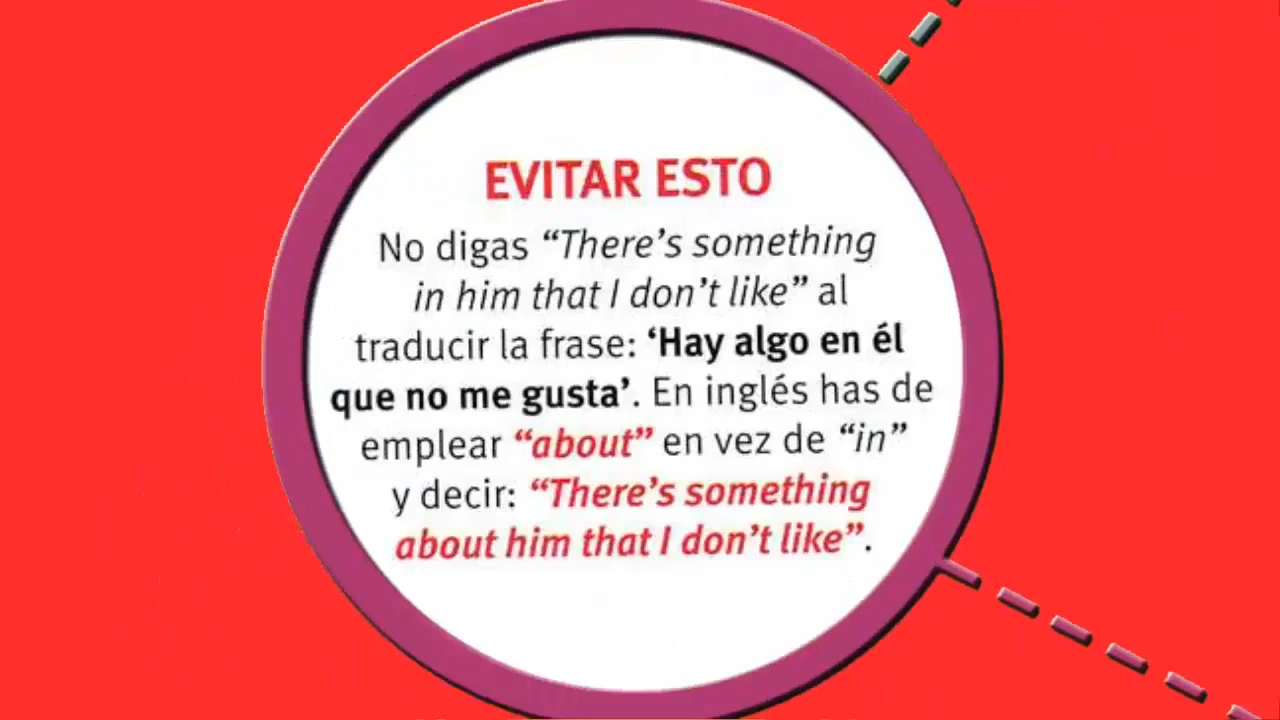 EVITAR ESTO
No digas “There’s something
in him that I don’t like” al
traducir la frase: ‘Hay algo en él
que no me gusta’. En inglés has de
emplear “about” en vez de “in”
y decir: “There’s something
about him that I don’t like”.